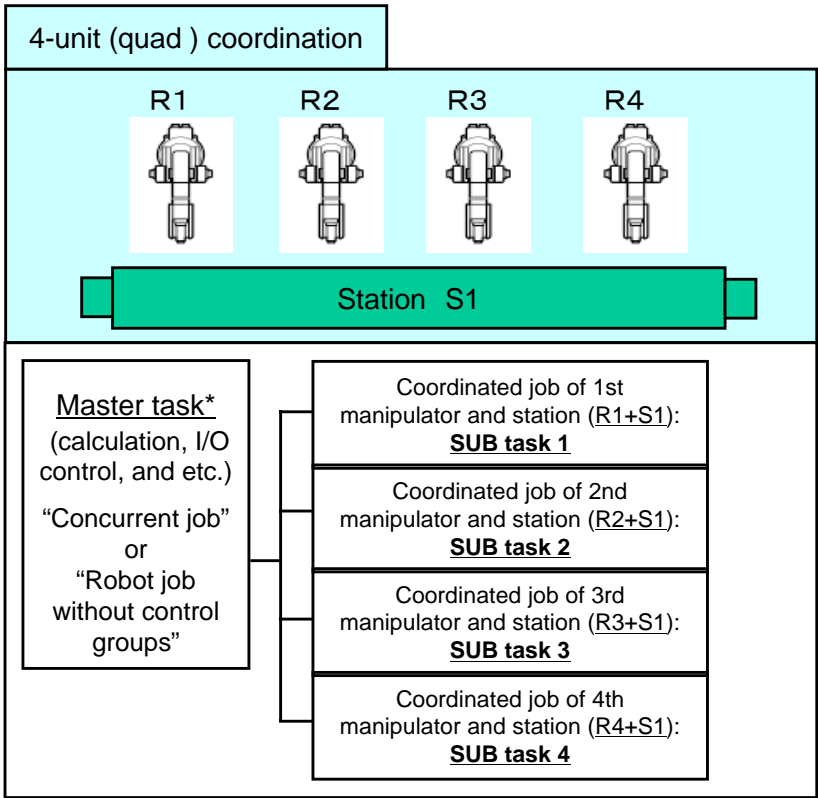 4-unit (quad ) coordination
R1 R2 R3 R4
Station S1
Master task*
(calculation, I/O
control, and etc.)
“Concurrent job”
or
“Robot job
without control
groups”
Coordinated job of 1st
manipulator and station (R1+S1):
SUB task 1
Coordinated job of 2nd
manipulator and station (R2+S1):
SUB task 2
Coordinated job of 3rd
manipulator and station (R3+S1):
SUB task 3
Coordinated job of 4th
manipulator and station (R4+S1):
SUB task 4